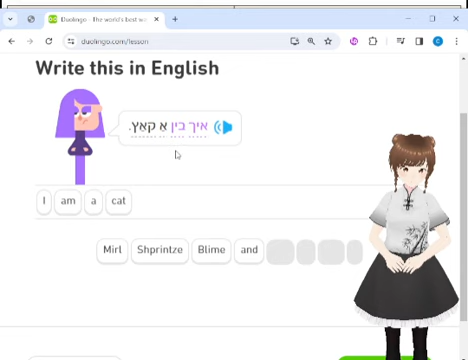 Duolingo - The world's best wa
duolingo.com/lesson
Write this in English
איך בין אַ קאַץ.
I am a cat
Mirl Shprintze Blime and